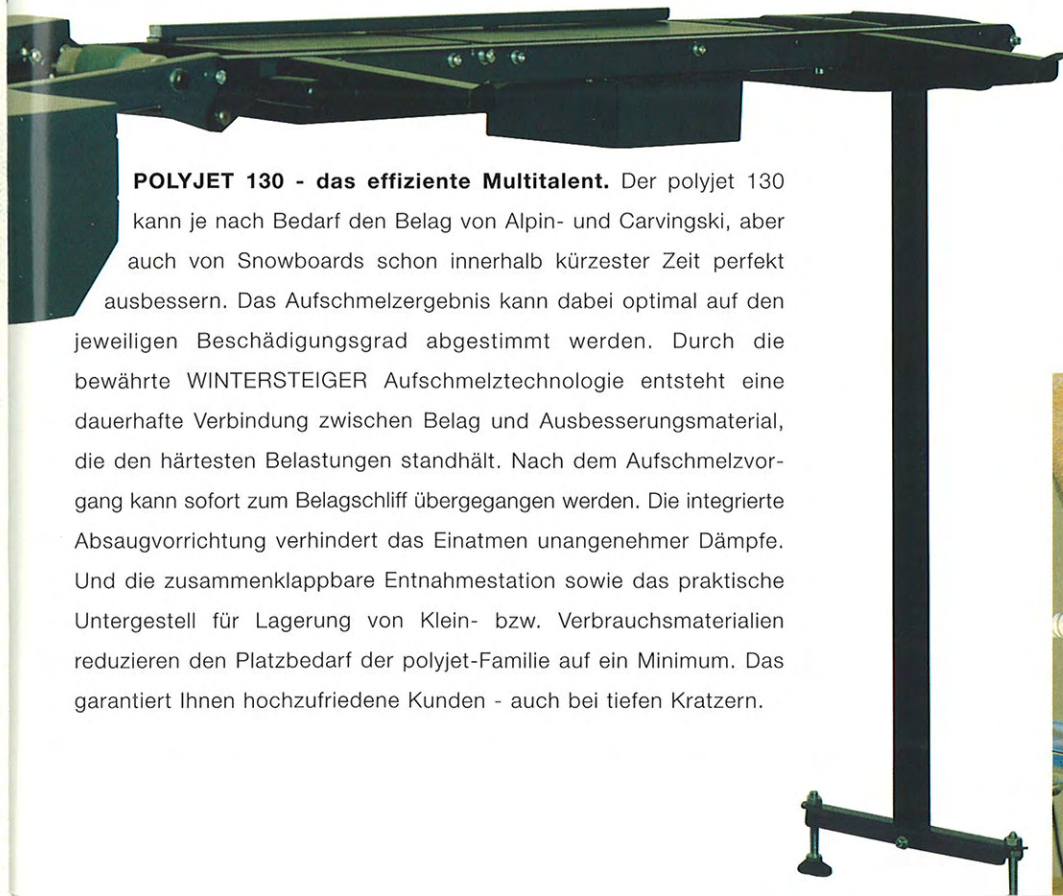 POLYJET 130 - das effiziente Multitalent. Der polyjet 130
kann je nach Bedarf den Belag von Alpin- und Carvingski, aber
auch von Snowboards schon innerhalb kürzester Zeit perfekt
ausbessern. Das Aufschmelzergebnis kann dabei optimal auf den
jeweiligen Beschädigungsgrad abgestimmt werden. Durch die
bewährte WINTERSTEIGER Aufschmelztechnologie entsteht eine
dauerhafte Verbindung zwischen Belag und Ausbesserungsmaterial,
die den härtesten Belastungen standhält. Nach dem Aufschmelzvor-
gang kann sofort zum Belagschliff übergegangen werden. Die integrierte
Absaugvorrichtung verhindert das Einatmen unangenehmer Dämpfe.
Und die zusammenklappbare Entnahmestation sowie das praktische
Untergestell für Lagerung von Klein- bzw. Verbrauchsmaterialien
reduzieren den Platzbedarf der polyjet-Familie auf ein Minimum. Das
garantiert Ihnen hochzufriedene Kunden - auch bei tiefen Kratzern.